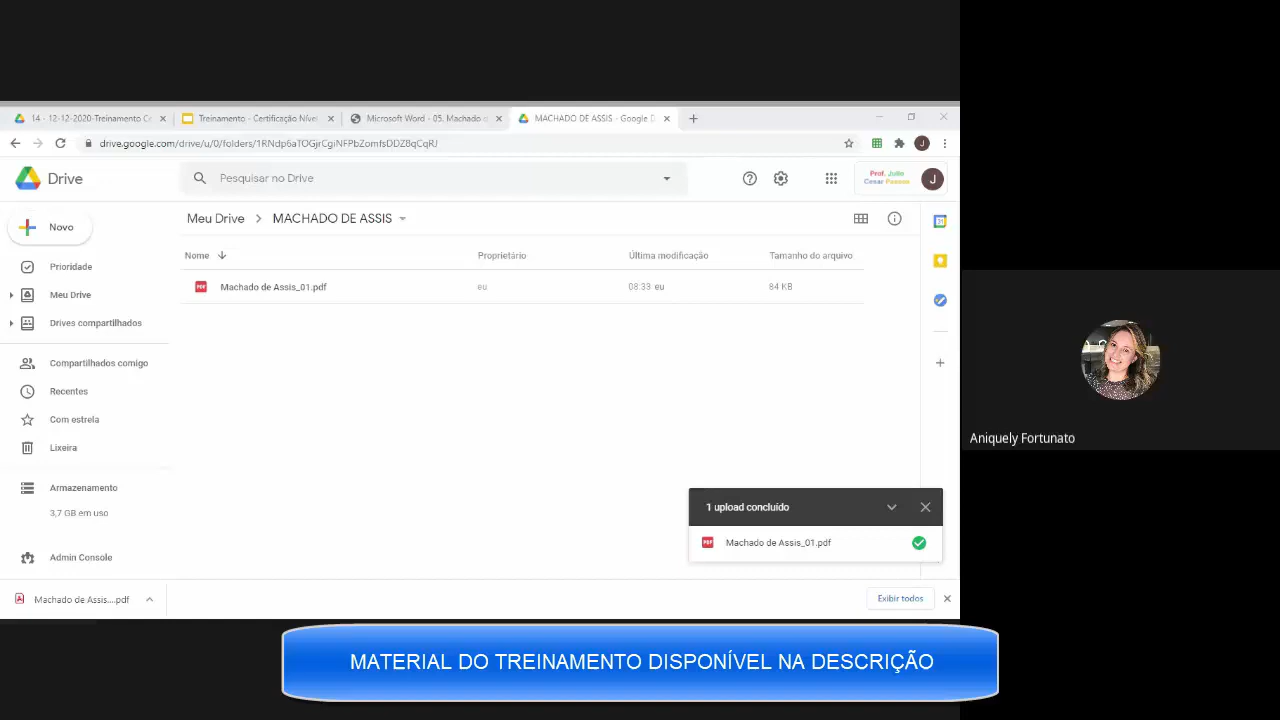 14 - 12-12-2020-Treinamento Ce
Treinamento - Certificação Nível
Microsoft Word - 05. Machado d
MACHADO DE ASSIS - Google D
drive.google.com/drive/u/0/folders/1RNdp6aTOGjrCgiNFPbZomfsDDZ8qCqRJ
J
Drive
Pesquisar no Drive
Prof. Julio
Cesar Passos
J
Novo
Meu Drive
MACHADO DE ASSIS
Nome
Proprietário
Última modificação
Tamanho do arquivo
PDF
Machado de Assis_01.pdf
eu
08:33 eu
84 KB
Prioridade
Meu Drive
Drives compartilhados
Compartilhados comigo
Recentes
Com estrela
Lixeira
Armazenamento
3,7 GB em uso
Admin Console
1 upload concluído
PDF
Machado de Assis_01.pdf
Machado de Assis....pdf
Exibir todos
Aniquely Fortunato
MATERIAL DO TREINAMENTO DISPONÍVEL NA DESCRIÇÃO